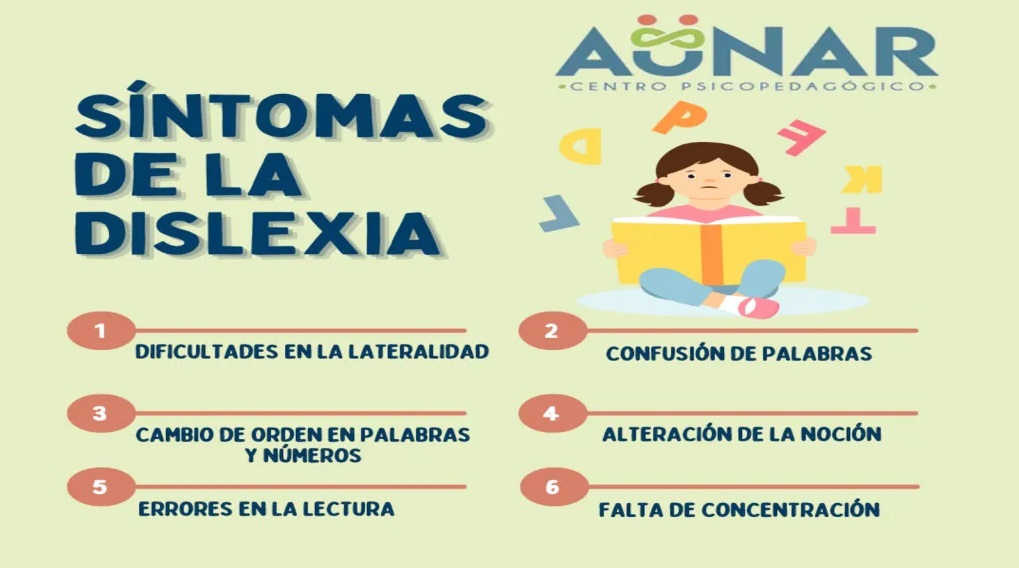 AÜNAR
•CENTRO PSICOPEDAGÓGICO•
SÍNTOMAS
DE LA
DISLEXIA
D P F K T L
1
DIFICULTADES EN LA LATERALIDAD
2
CONFUSIÓN DE PALABRAS
3
CAMBIO DE ORDEN EN PALABRAS
Y NÚMEROS
4
ALTERACIÓN DE LA NOCIÓN
5
ERRORES EN LA LECTURA
6
FALTA DE CONCENTRACIÓN